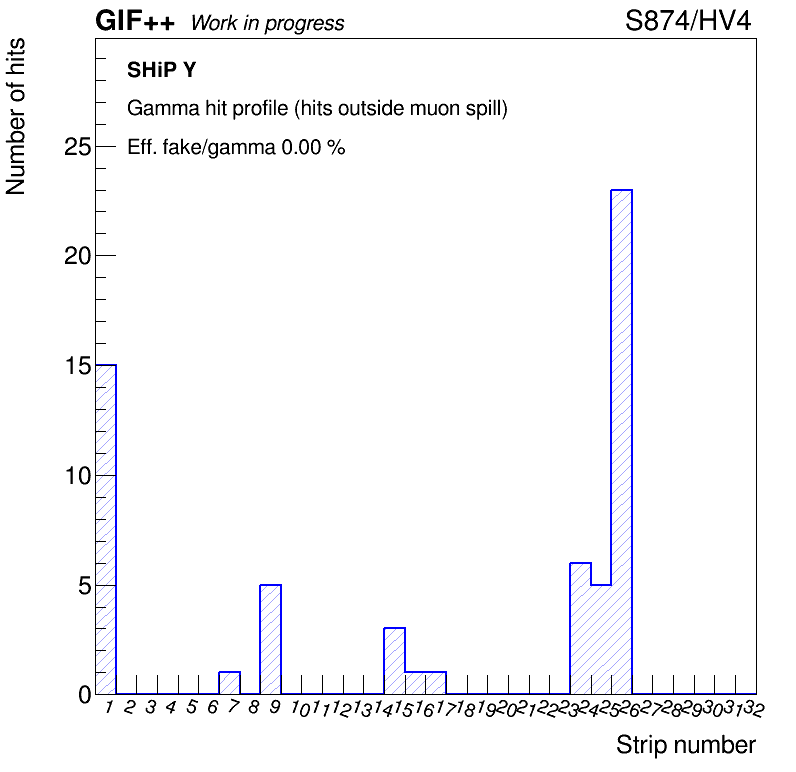 GIF++ Work in progress S874/HV4
Number of hits
SHiP Y
Gamma hit profile (hits outside muon spill)
Eff. fake/gamma 0.00 %
25
20
15
10
5
0
1 2 3 4 5 6 7 8 9 10 11 12 13 14 15 16 17 18 19 20 21 22 23 24 25 26 27 28 29 30 31 32
Strip number